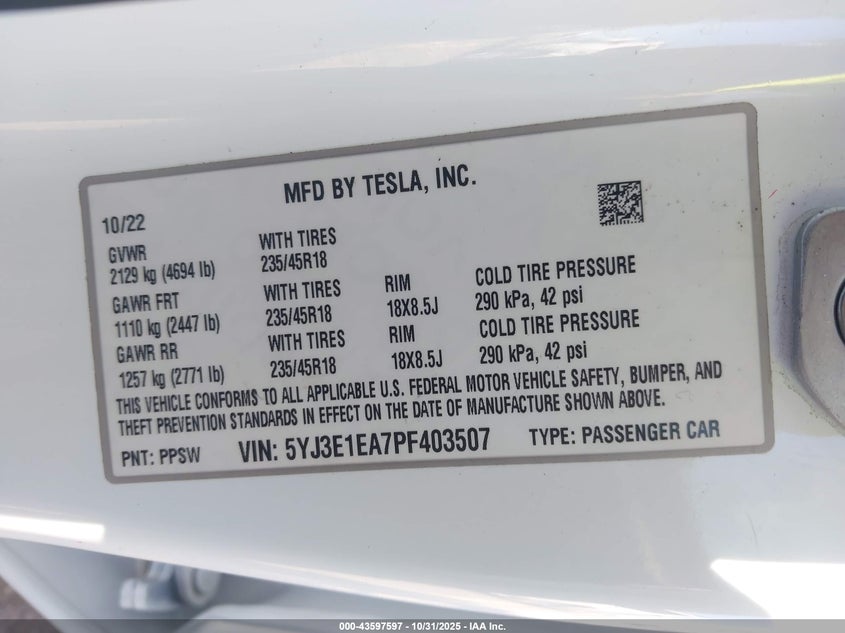 MFD BY TESLA, INC.
10/22
GVWR WITH TIRES
2129 kg (4694 lb) 235/45R18
GAWR FRT WITH TIRES RIM COLD TIRE PRESSURE
1110 kg (2447 lb) 235/45R18 18X8.5J 290 kPa, 42 psi
GAWR RR WITH TIRES RIM COLD TIRE PRESSURE
1257 kg (2771 lb) 235/45R18 18X8.5J 290 kPa, 42 psi
THIS VEHICLE CONFORMS TO ALL APPLICABLE U.S. FEDERAL MOTOR VEHICLE SAFETY, BUMPER, AND
THEFT PREVENTION STANDARDS IN EFFECT ON THE DATE OF MANUFACTURE SHOWN ABOVE.
PNT: PPSW VIN: 5YJ3E1EA7PF403507 TYPE: PASSENGER CAR
000-43597597 - 10/31/2025 - IAA Inc.